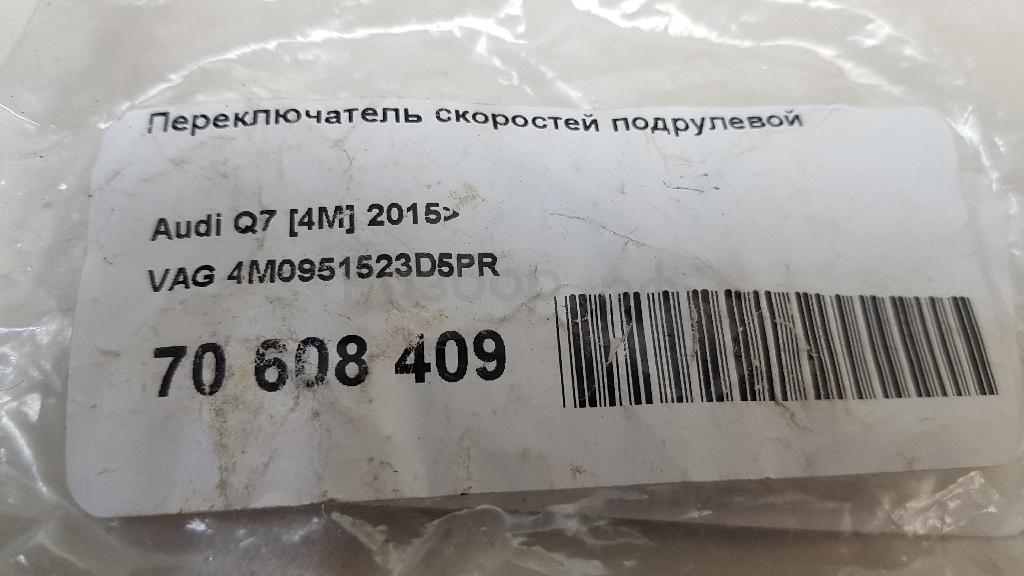 Переключатель скоростей подрулевой
Audi Q7 [4M] 2015>
VAG 4M0951523D5PR
70 608 409